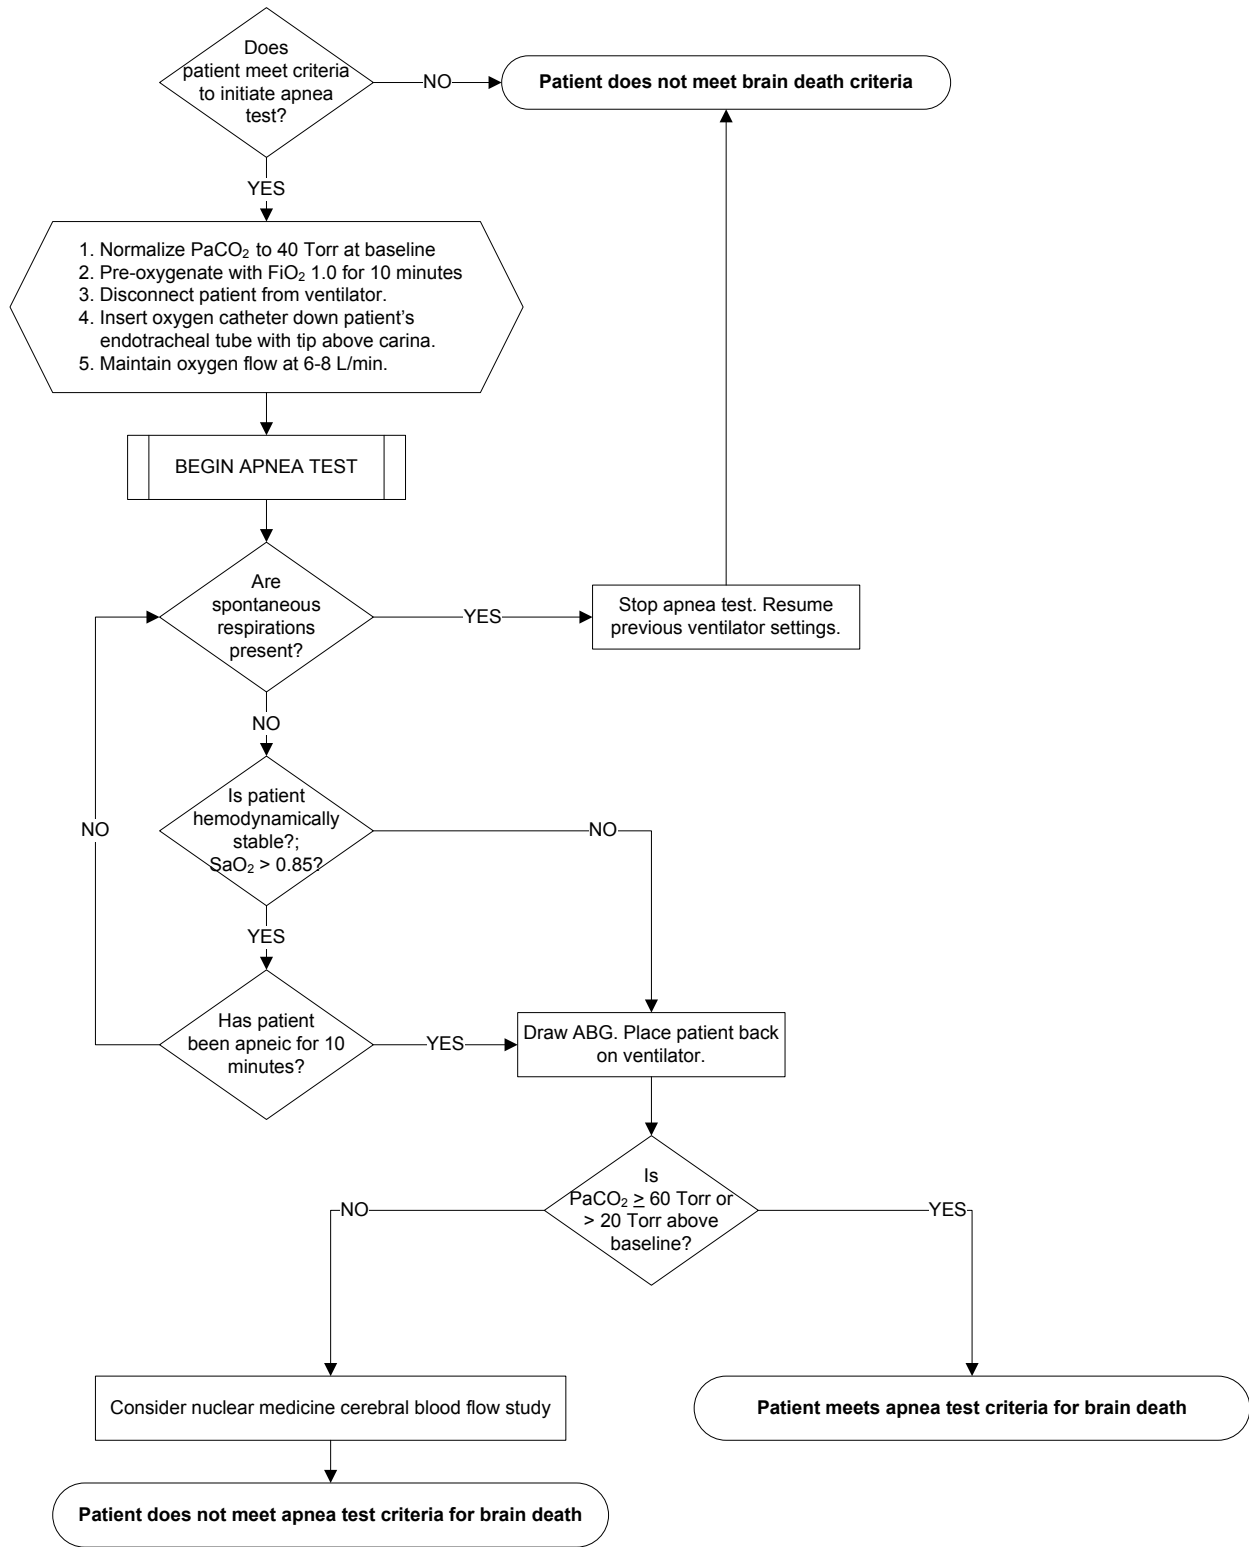 Does
patient meet criteria
to initiate apnea
test?
NO
Patient does not meet brain death criteria
YES
1. Normalize PaCO₂ to 40 Torr at baseline
2. Pre-oxygenate with FiO₂ 1.0 for 10 minutes
3. Disconnect patient from ventilator.
4. Insert oxygen catheter down patient's
endotracheal tube with tip above carina.
5. Maintain oxygen flow at 6-8 L/min.
BEGIN APNEA TEST
Are
spontaneous
respirations
present?
YES
Stop apnea test. Resume
previous ventilator settings.
NO
Is patient
hemodynamically
stable?;
SaO₂ > 0.85?
NO
NO
YES
Has patient
been apneic for 10
minutes?
YES
Draw ABG. Place patient back
on ventilator.
Is
PaCO₂ ≥ 60 Torr or
> 20 Torr above
baseline?
NO
YES
Consider nuclear medicine cerebral blood flow study
Patient meets apnea test criteria for brain death
Patient does not meet apnea test criteria for brain death